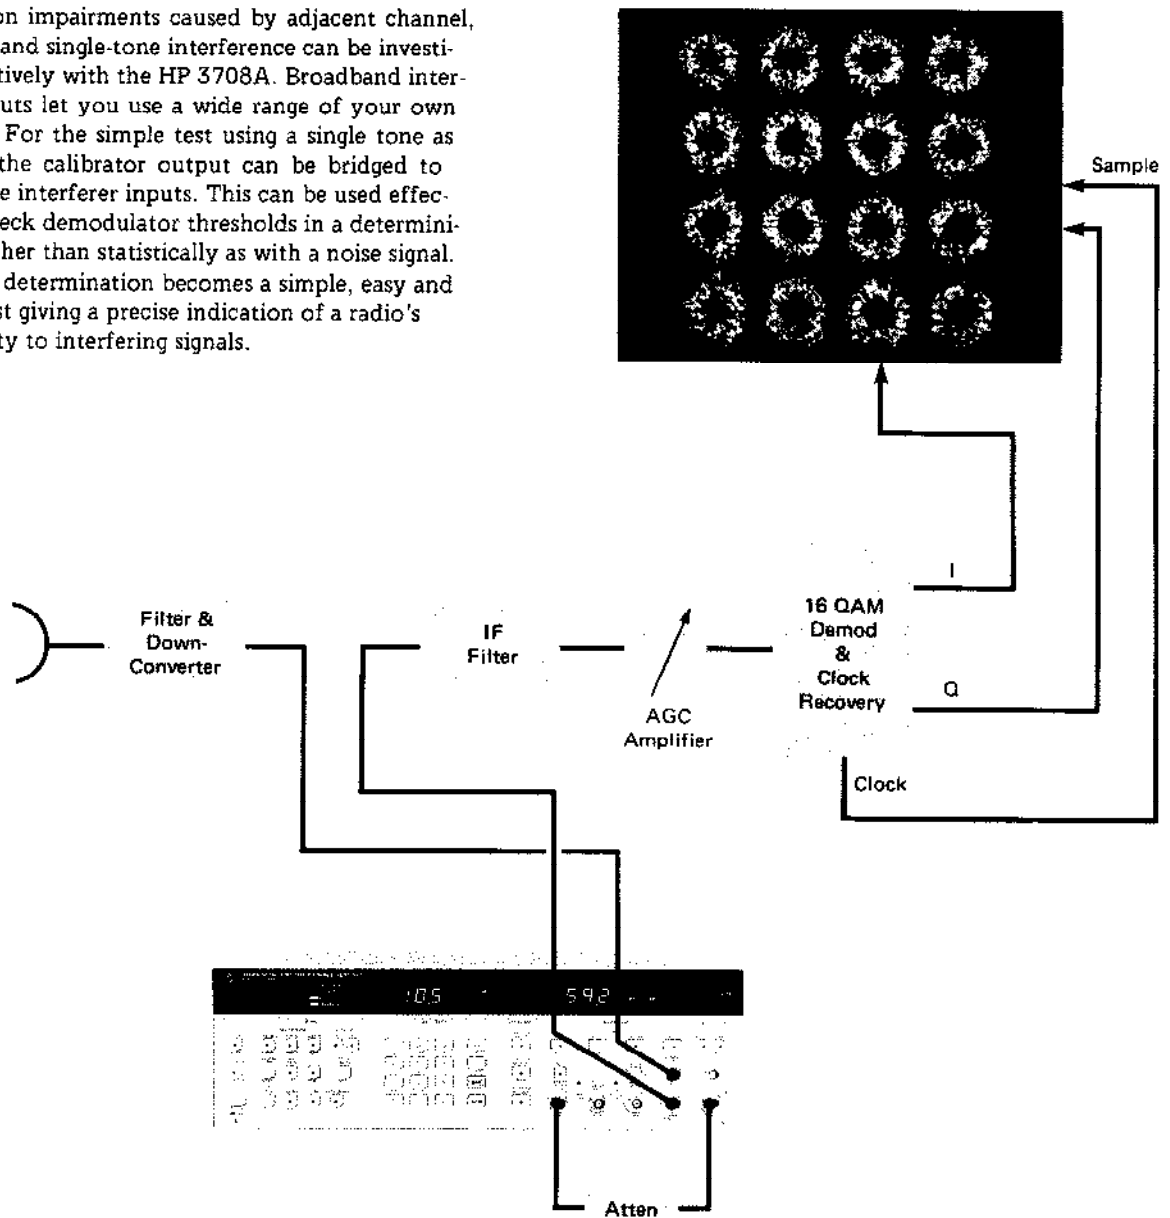 on impairments caused by adjacent channel,
and single-tone interference can be investi-
tively with the HP 3708A. Broadband inter-
uts let you use a wide range of your own
For the simple test using a single tone as
the calibrator output can be bridged to
e interferer inputs. This can be used effec-
eck demodulator thresholds in a determini-
her than statistically as with a noise signal.
determination becomes a simple, easy and
st giving a precise indication of a radio's
ty to interfering signals.
Sample
I
Filter &
Down-
Converter
IF
Filter
AGC
Amplifier
16 QAM
Demod
&
Clock
Recovery
Q
Clock
10.5
59.2
Atten